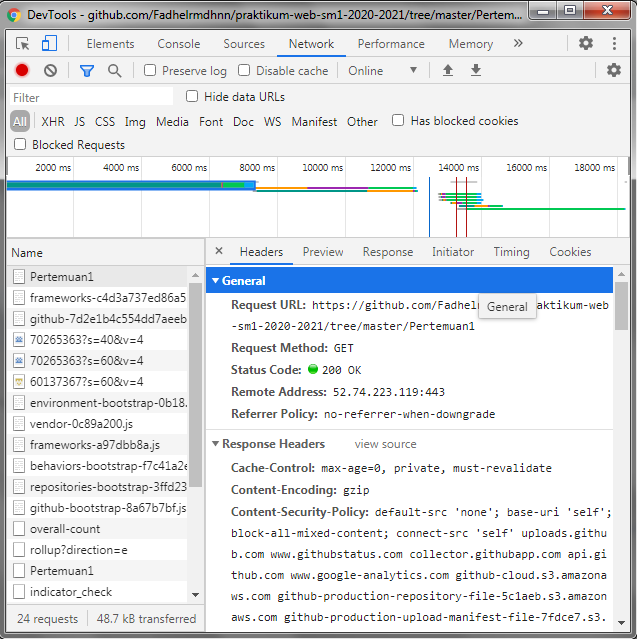 DevTools - github.com/Fadhelrmdhnn/praktikum-web-sm1-2020-2021/tree/master/Pertem...
Elements Console Sources Network Performance Memory »
Preserve log Disable cache Online
Filter Hide data URLs
All XHR JS CSS Img Media Font Doc WS Manifest Other Has blocked cookies
Blocked Requests
2000 ms 4000 ms 6000 ms 8000 ms 10000 ms 12000 ms 14000 ms 16000 ms 18000 ms
Name
Pertemuan1
frameworks-c4d3a737ed86a5
github-7d2e1b4c554dd7aeeb
70265363?s=40&v=4
70265363?s=60&v=4
60137367?s=60&v=4
environment-bootstrap-0b18.
vendor-0c89a200.js
frameworks-a97dbb8a.js
behaviors-bootstrap-f7c41a2e
repositories-bootstrap-3ffd23
github-bootstrap-8a67b7bf.js
overall-count
rollup?direction=e
Pertemuan1
indicator_check
24 requests 48.7 kB transferred
× Headers Preview Response Initiator Timing Cookies
General
Request URL: https://github.com/Fadhelr
aktikum-web
General
-sm1-2020-2021/tree/master/Pertemuan1
Request Method: GET
Status Code: 200 OK
Remote Address: 52.74.223.119:443
Referrer Policy: no-referrer-when-downgrade
Response Headers view source
Cache-Control: max-age=0, private, must-revalidate
Content-Encoding: gzip
Content-Security-Policy: default-src 'none'; base-uri 'self';
block-all-mixed-content; connect-src 'self' uploads.githu
b.com www.githubstatus.com collector.githubapp.com api.gi
thub.com www.google-analytics.com github-cloud.s3.amazona
ws.com github-production-repository-file-5c1aeb.s3.amazon
aws.com github-production-upload-manifest-file-7fdce7.s3.